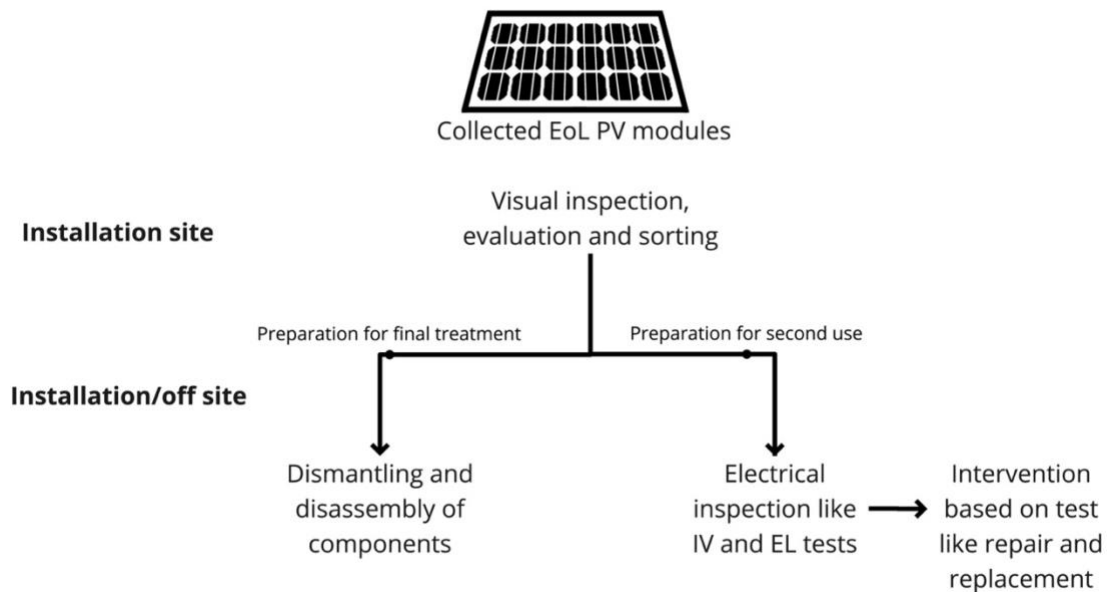 Collected EoL PV modules
Visual inspection,
evaluation and sorting
Installation site
Preparation for final treatment
Preparation for second use
Installation/off site
Dismantling and
disassembly of
components
Electrical
inspection like
IV and EL tests
Intervention
based on test
like repair and
replacement